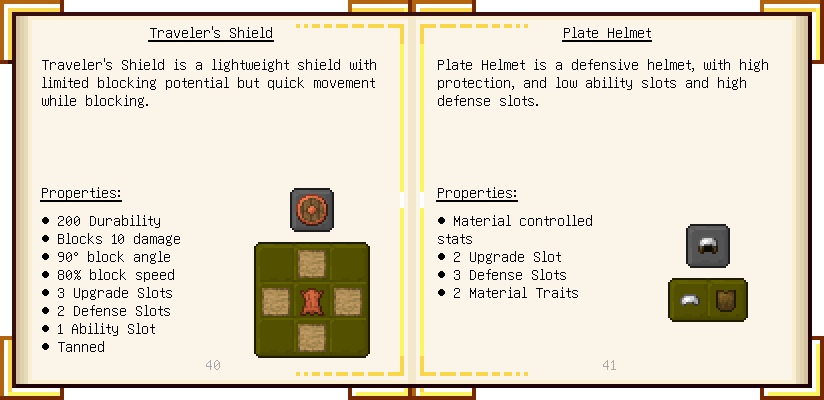 Traveler's Shield
Traveler's Shield is a lightweight shield with
limited blocking potential but quick movement
while blocking.
Properties:
● 200 Durability
● Blocks 10 damage
● 90° block angle
● 80% block speed
● 3 Upgrade Slots
● 2 Defense Slots
● 1 Ability Slot
● Tanned
40
Plate Helmet
Plate Helmet is a defensive helmet, with high
protection, and low ability slots and high
defense slots.
Properties:
● Material controlled
stats
● 2 Upgrade Slot
● 3 Defense Slots
● 2 Material Traits
41